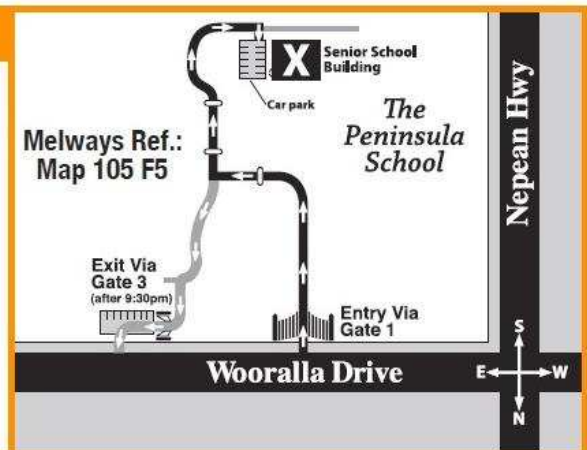 X
Senior School
Building
Car park
The
Peninsula
School
Nepean Hwy
Melways Ref.:
Map 105 F5
Exit Via
Gate 3
(after 9:30pm)
Entry Via
Gate 1
Wooralla Drive
S
E
W
N